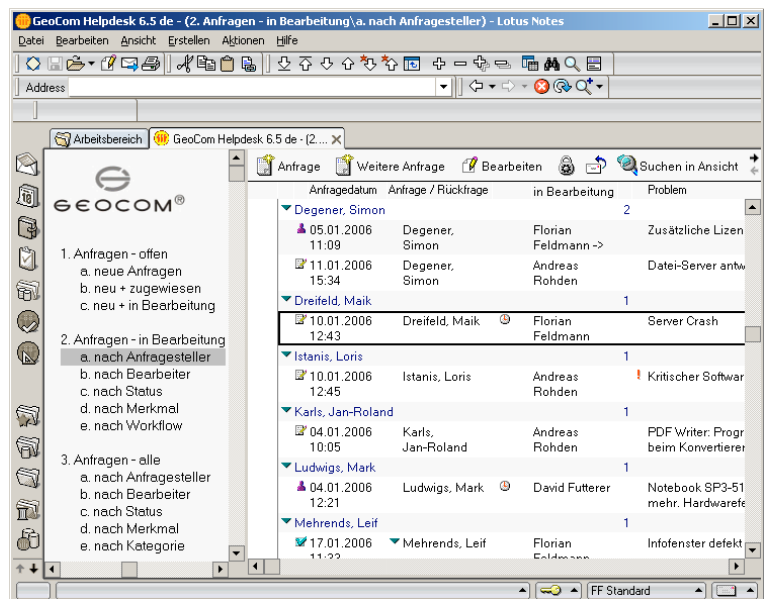 GeoCom Helpdesk 6.5 de - (2. Anfragen - in Bearbeitung\a. nach Anfragesteller) - Lotus Notes
Datei Bearbeiten Ansicht Erstellen Aktionen Hilfe
Address
Arbeitsbereich GeoCom Helpdesk 6.5 de - (2....
GEOCOM®
1. Anfragen - offen
a. neue Anfragen
b. neu + zugewiesen
c. neu + in Bearbeitung
2. Anfragen - in Bearbeitung
a. nach Anfragesteller
b. nach Bearbeiter
c. nach Status
d. nach Merkmal
e. nach Workflow
3. Anfragen - alle
a. nach Anfragesteller
b. nach Bearbeiter
c. nach Status
d. nach Merkmal
e. nach Kategorie
Anfrage Weitere Anfrage Bearbeiten Suchen in Ansicht
Anfragedatum Anfrage / Rückfrage in Bearbeitung Problem
Degener, Simon 2
05.01.2006 Degener, Florian Zusätzliche Lizen
11:09 Simon Feldmann ->
11.01.2006 Degener, Andreas Datei-Server antw
15:34 Simon Rohden
Dreifeld, Maik 1
10.01.2006 Dreifeld, Maik Florian Server Crash
12:43 Feldmann
Istanis, Loris 1
10.01.2006 Istanis, Loris Andreas ! Kritischer Softwar
12:45 Rohden
Karls, Jan-Roland 1
04.01.2006 Karls, Andreas PDF Writer: Progr
10:05 Jan-Roland Rohden beim Konvertierer
Ludwigs, Mark 1
04.01.2006 Ludwigs, Mark David Futterer Notebook SP3-51
12:21 mehr. Hardwarefe
Mehrends, Leif 1
17.01.2006 Mehrends, Leif Florian Infofenster defekt
11:33 Feldmann
FF Standard